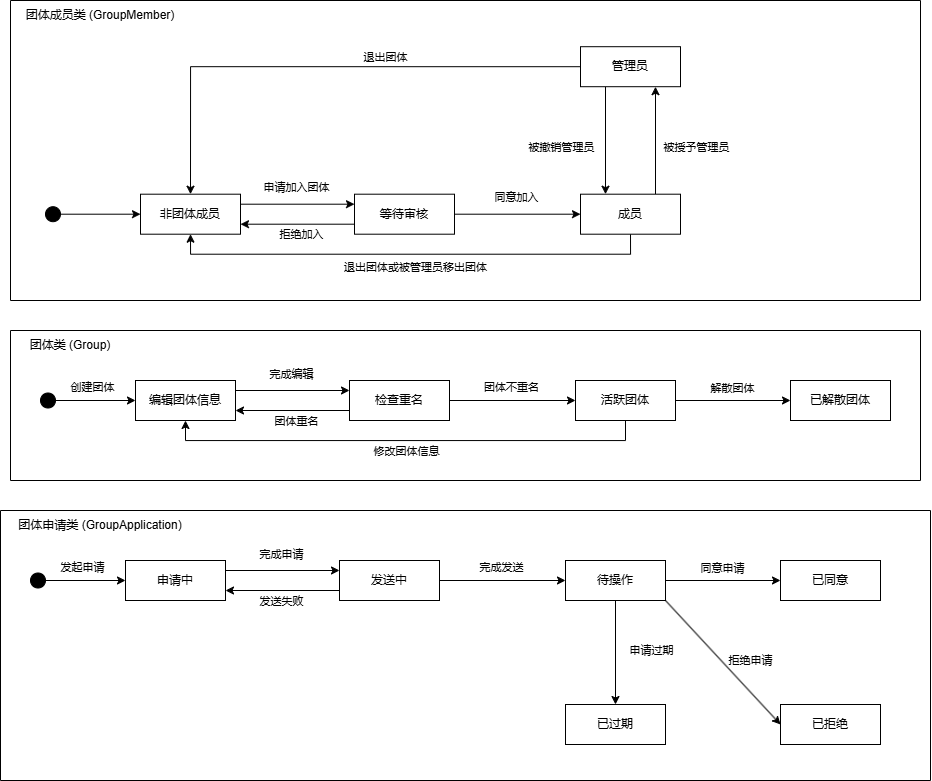 团体成员类 (GroupMember)
退出团体
管理员
被撤销管理员
被授予管理员
申请加入团体
同意加入
非团体成员
等待审核
成员
拒绝加入
退出团体或被管理员移出团体
团体类 (Group)
创建团体
完成编辑
团体不重名
解散团体
编辑团体信息
检查重名
活跃团体
已解散团体
团体重名
修改团体信息
团体申请类 (GroupApplication)
发起申请
完成申请
完成发送
同意申请
申请中
发送中
待操作
已同意
发送失败
申请过期
拒绝申请
已过期
已拒绝